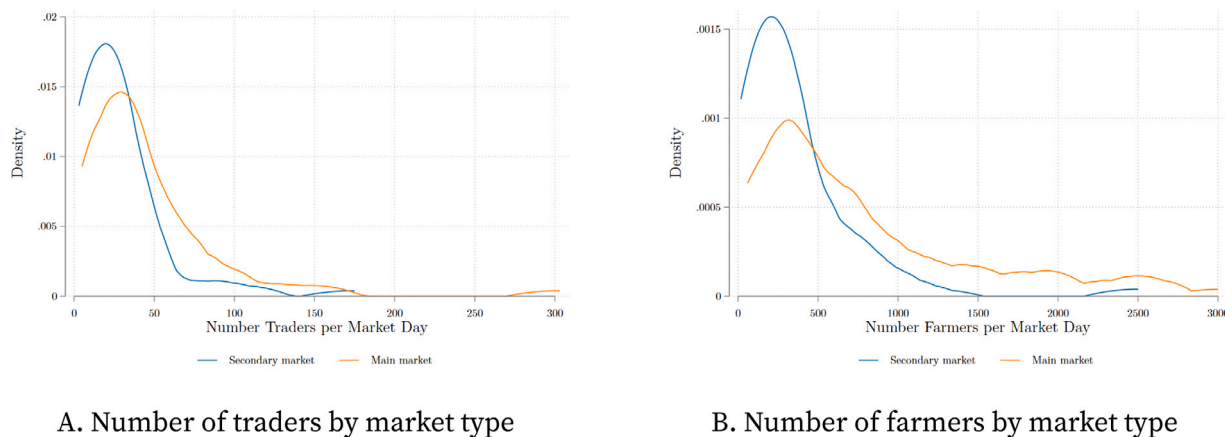 .02
.015
.01
.005
0
Density
0 50 100 150 200 250 300
Number Traders per Market Day
Secondary market Main market
A. Number of traders by market type
.0015
.001
.0005
0
Density
0 500 1000 1500 2000 2500 3000
Number Farmers per Market Day
Secondary market Main market
B. Number of farmers by market type